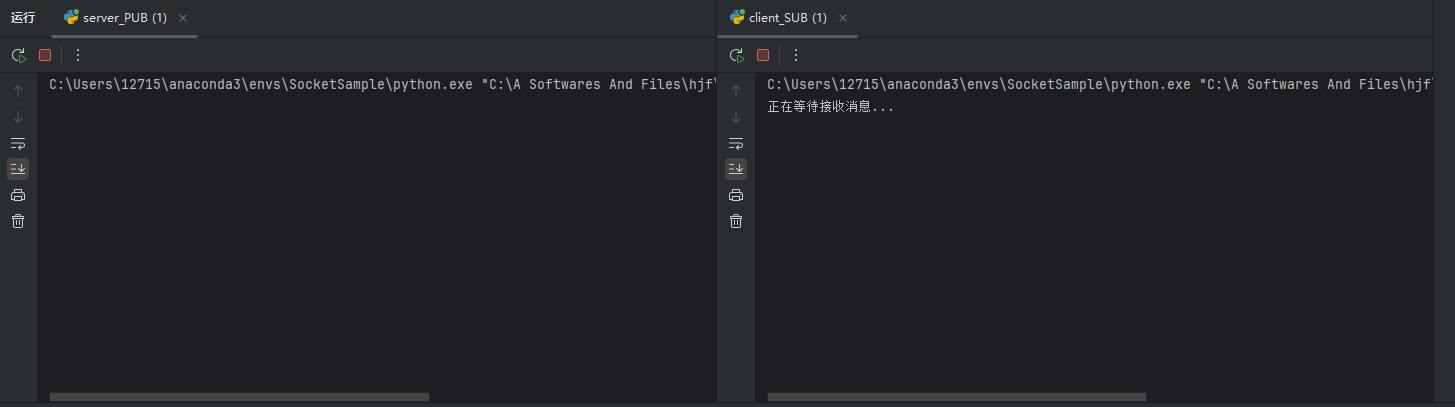 运行
server_PUB (1)
client_SUB (1)
C:\Users\12715\anaconda3\envs\SocketSample\python.exe "C:\A Softwares And Files\hjf\
C:\Users\12715\anaconda3\envs\SocketSample\python.exe "C:\A Softwares And Files\hjf\
正在等待接收消息...